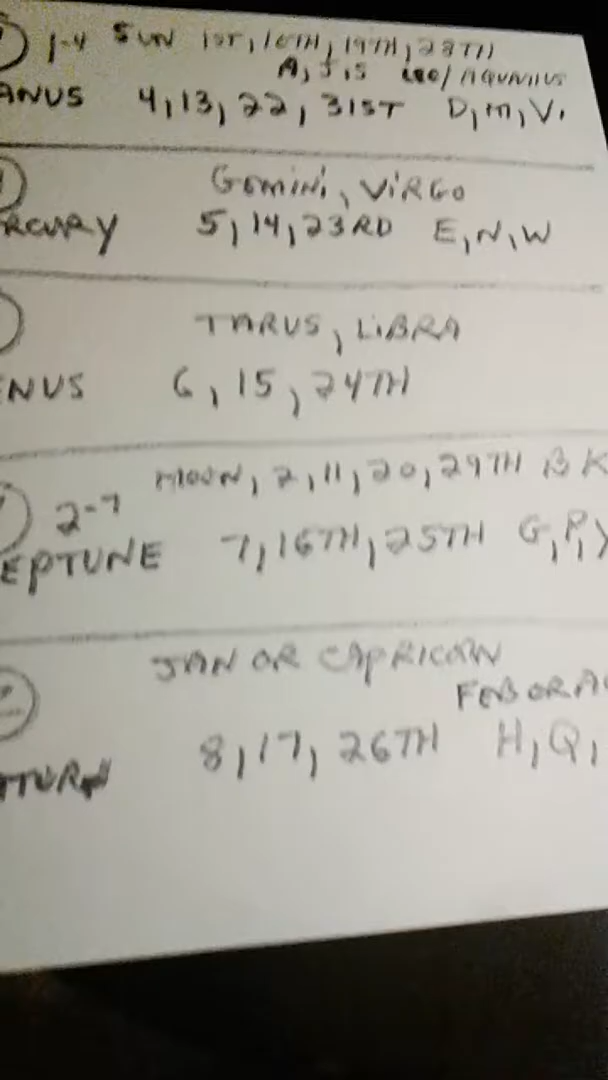 1-4 SUN 1ST, 10TH, 19TH, 28TH
A, J, S LEO/AQUARIUS
ANUS 4, 13, 22, 31ST D, M, V,
GEMINI, VIRGO
RCURY 5, 14, 23RD E, N, W
TARUS, LIBRA
ENUS 6, 15, 24TH
MOON, 2, 11, 20, 29TH B K
2-7
EPTUNE 7, 16TH, 25TH G, P, Y
JAN OR CAPRICORN
FEB OR A
TURN 8, 17, 26TH H, Q,